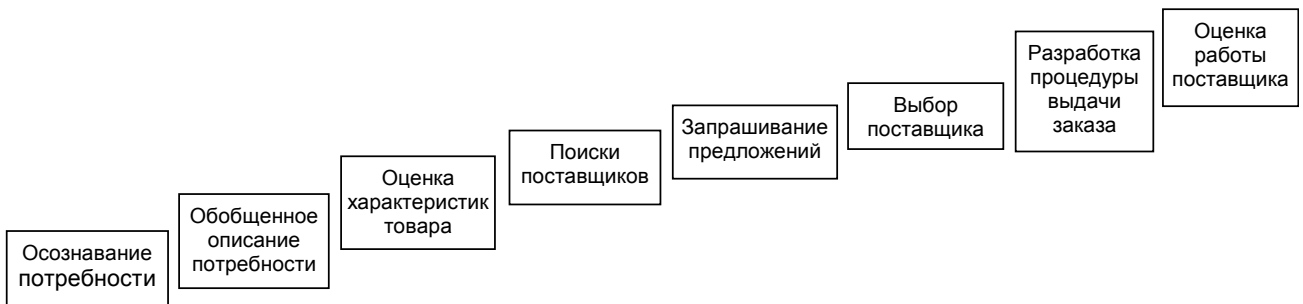 Осознавание
потребности
Обобщенное
описание
потребности
Оценка
характеристик
товара
Поиски
поставщиков
Запрашивание
предложений
Выбор
поставщика
Разработка
процедуры
выдачи
заказа
Оценка
работы
поставщика